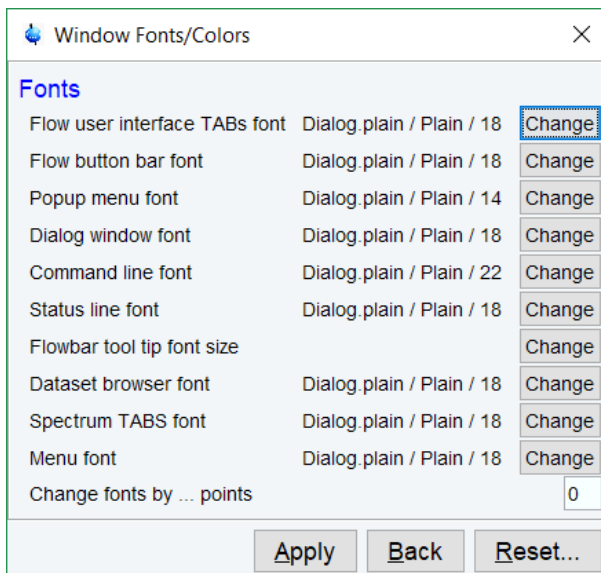 Window Fonts/Colors
Fonts
Flow user interface TABs font Dialog.plain / Plain / 18 Change
Flow button bar font Dialog.plain / Plain / 18 Change
Popup menu font Dialog.plain / Plain / 14 Change
Dialog window font Dialog.plain / Plain / 18 Change
Command line font Dialog.plain / Plain / 22 Change
Status line font Dialog.plain / Plain / 18 Change
Flowbar tool tip font size Change
Dataset browser font Dialog.plain / Plain / 18 Change
Spectrum TABS font Dialog.plain / Plain / 18 Change
Menu font Dialog.plain / Plain / 18 Change
Change fonts by ... points 0
Apply Back Reset...